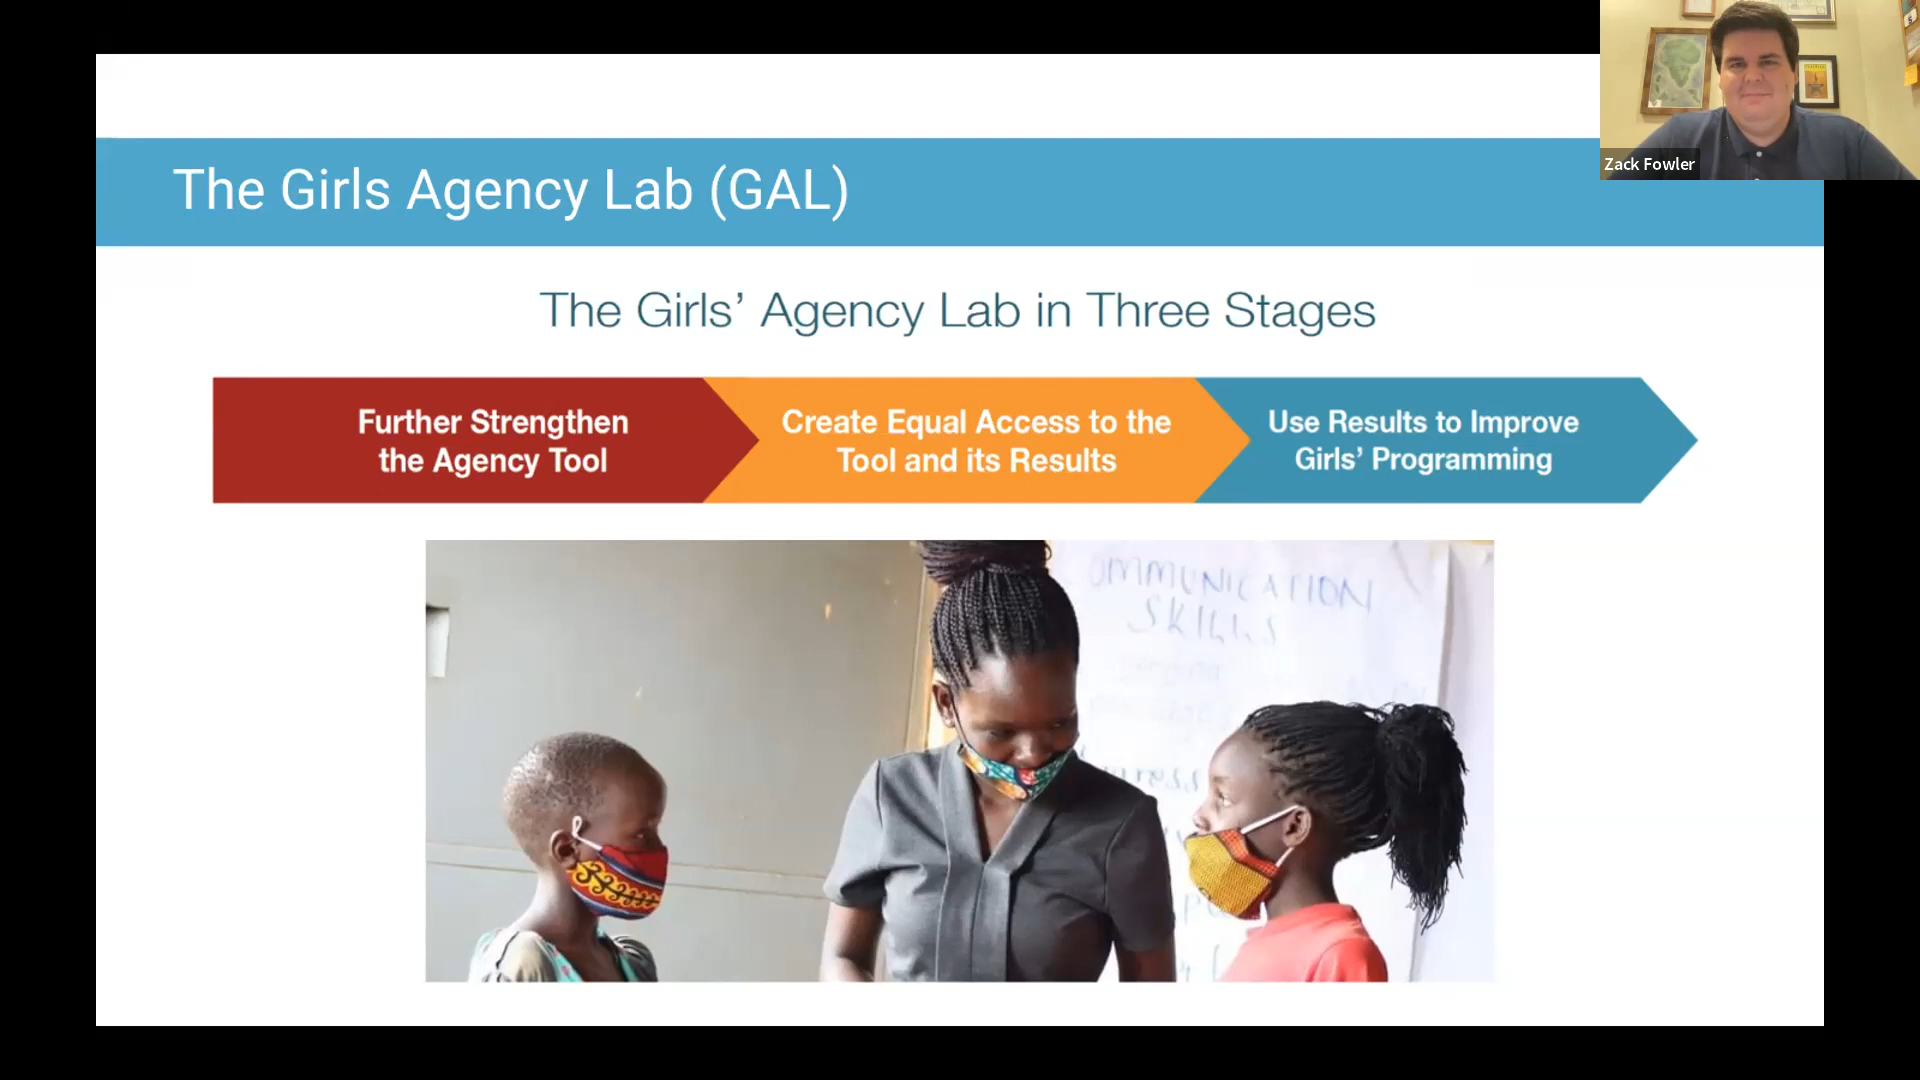 Zack Fowler
The Girls Agency Lab (GAL)
The Girls’ Agency Lab in Three Stages
Further Strengthen
the Agency Tool
Create Equal Access to the
Tool and its Results
Use Results to Improve
Girls’ Programming
OMMUNICATION
SKILLS